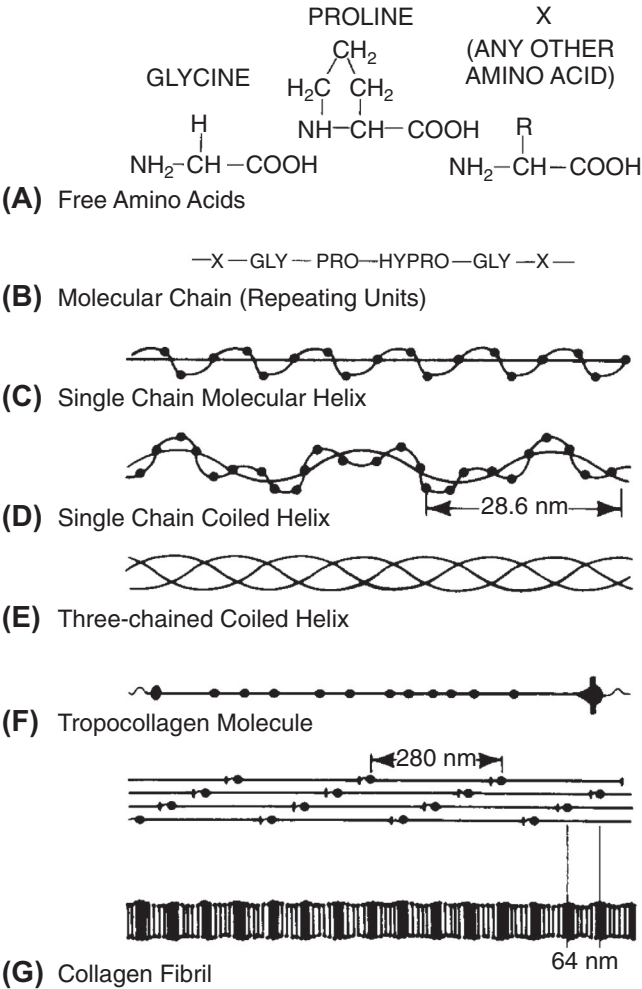 PROLINE
X
(ANY OTHER
AMINO ACID)
GLYCINE
CH2
H2C CH2
NH—CH—COOH
H
NH2–CH—COOH
R
NH2–CH–COOH
(A) Free Amino Acids
—X—GLY—PRO—HYPRO—GLY—X—
(B) Molecular Chain (Repeating Units)
(C) Single Chain Molecular Helix
28.6 nm
(D) Single Chain Coiled Helix
(E) Three-chained Coiled Helix
(F) Tropocollagen Molecule
280 nm
64 nm
(G) Collagen Fibril